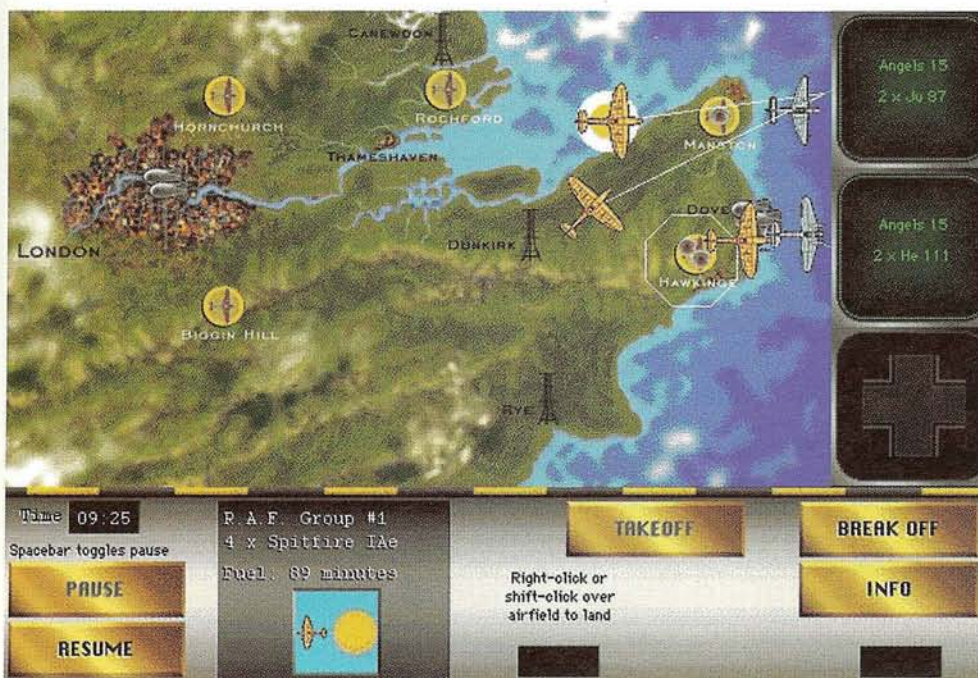 CANEWDON
Angels 15
2 x Ju 87
HORNCHURCH
ROCHFORD
MANSTON
THAMESHAVEN
DOVE
LONDON
DUNKIRK
Angels 15
2 x He 111
HAWKINGE
BIGGIN HILL
RYE
Time 09:25
Spacebar toggles pause
PAUSE
RESUME
R.A.F. Group #1
4 x Spitfire IAe
Fuel: 89 minutes
TAKEOFF
Right-click or
shift-click over
airfield to land
BREAK OFF
INFO